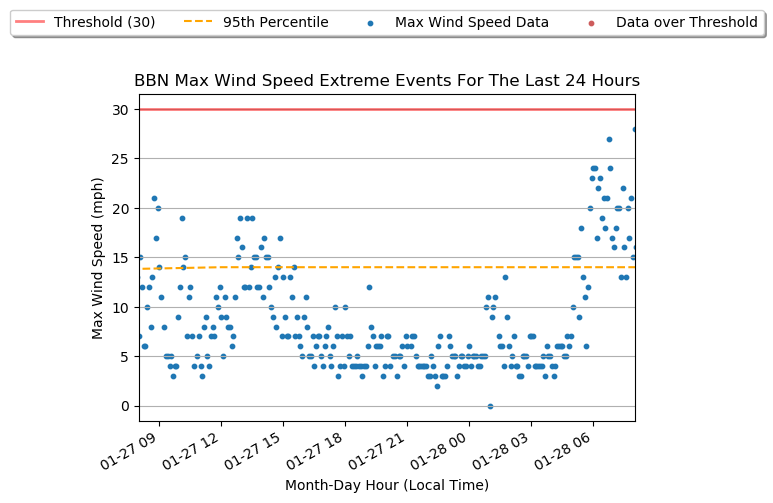 Threshold (30) 95th Percentile Max Wind Speed Data Data over Threshold
BBN Max Wind Speed Extreme Events For The Last 24 Hours
30
25
20
15
10
5
0
Max Wind Speed (mph)
01-27 09 01-27 12 01-27 15 01-27 18 01-27 21 01-28 00 01-28 03 01-28 06
Month-Day Hour (Local Time)